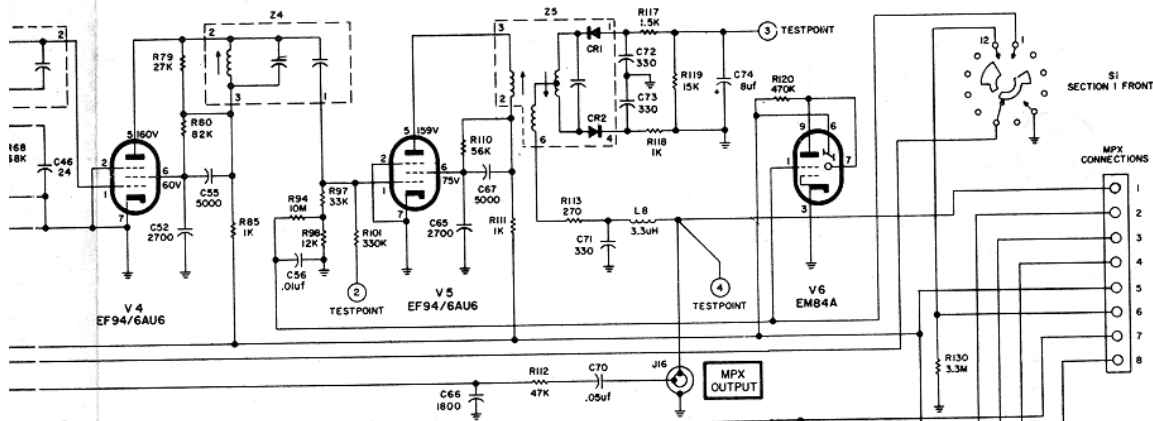 Z4
2
2
R79
27K
3
1
R80
82K
5 160V
R68
68K
C46
24
2
1
6
60V
7
C55
5000
C52
2700
R85
1K
V4
EF94/6AU6
R94
10M
R97
33K
R98
12K
C56
.01uf
R101
330K
2
TESTPOINT
5 159V
2
1
6
75V
7
R110
56K
C67
5000
C65
2700
R111
1K
V5
EF94/6AU6
Z5
3
2
6
4
CR1
CR2
R117
1.5K
C72
330
C73
330
R118
1K
R119
15K
C74
8uf
+
3
TESTPOINT
R113
270
C71
330
L8
3.3uH
4
TESTPOINT
R120
470K
9
6
1
7
3
V6
EM84A
12
1
S1
SECTION 1 FRONT
MPX
CONNECTIONS
1
2
3
4
5
6
7
8
R130
3.3M
C66
1800
R112
47K
C70
.05uf
J16
MPX
OUTPUT